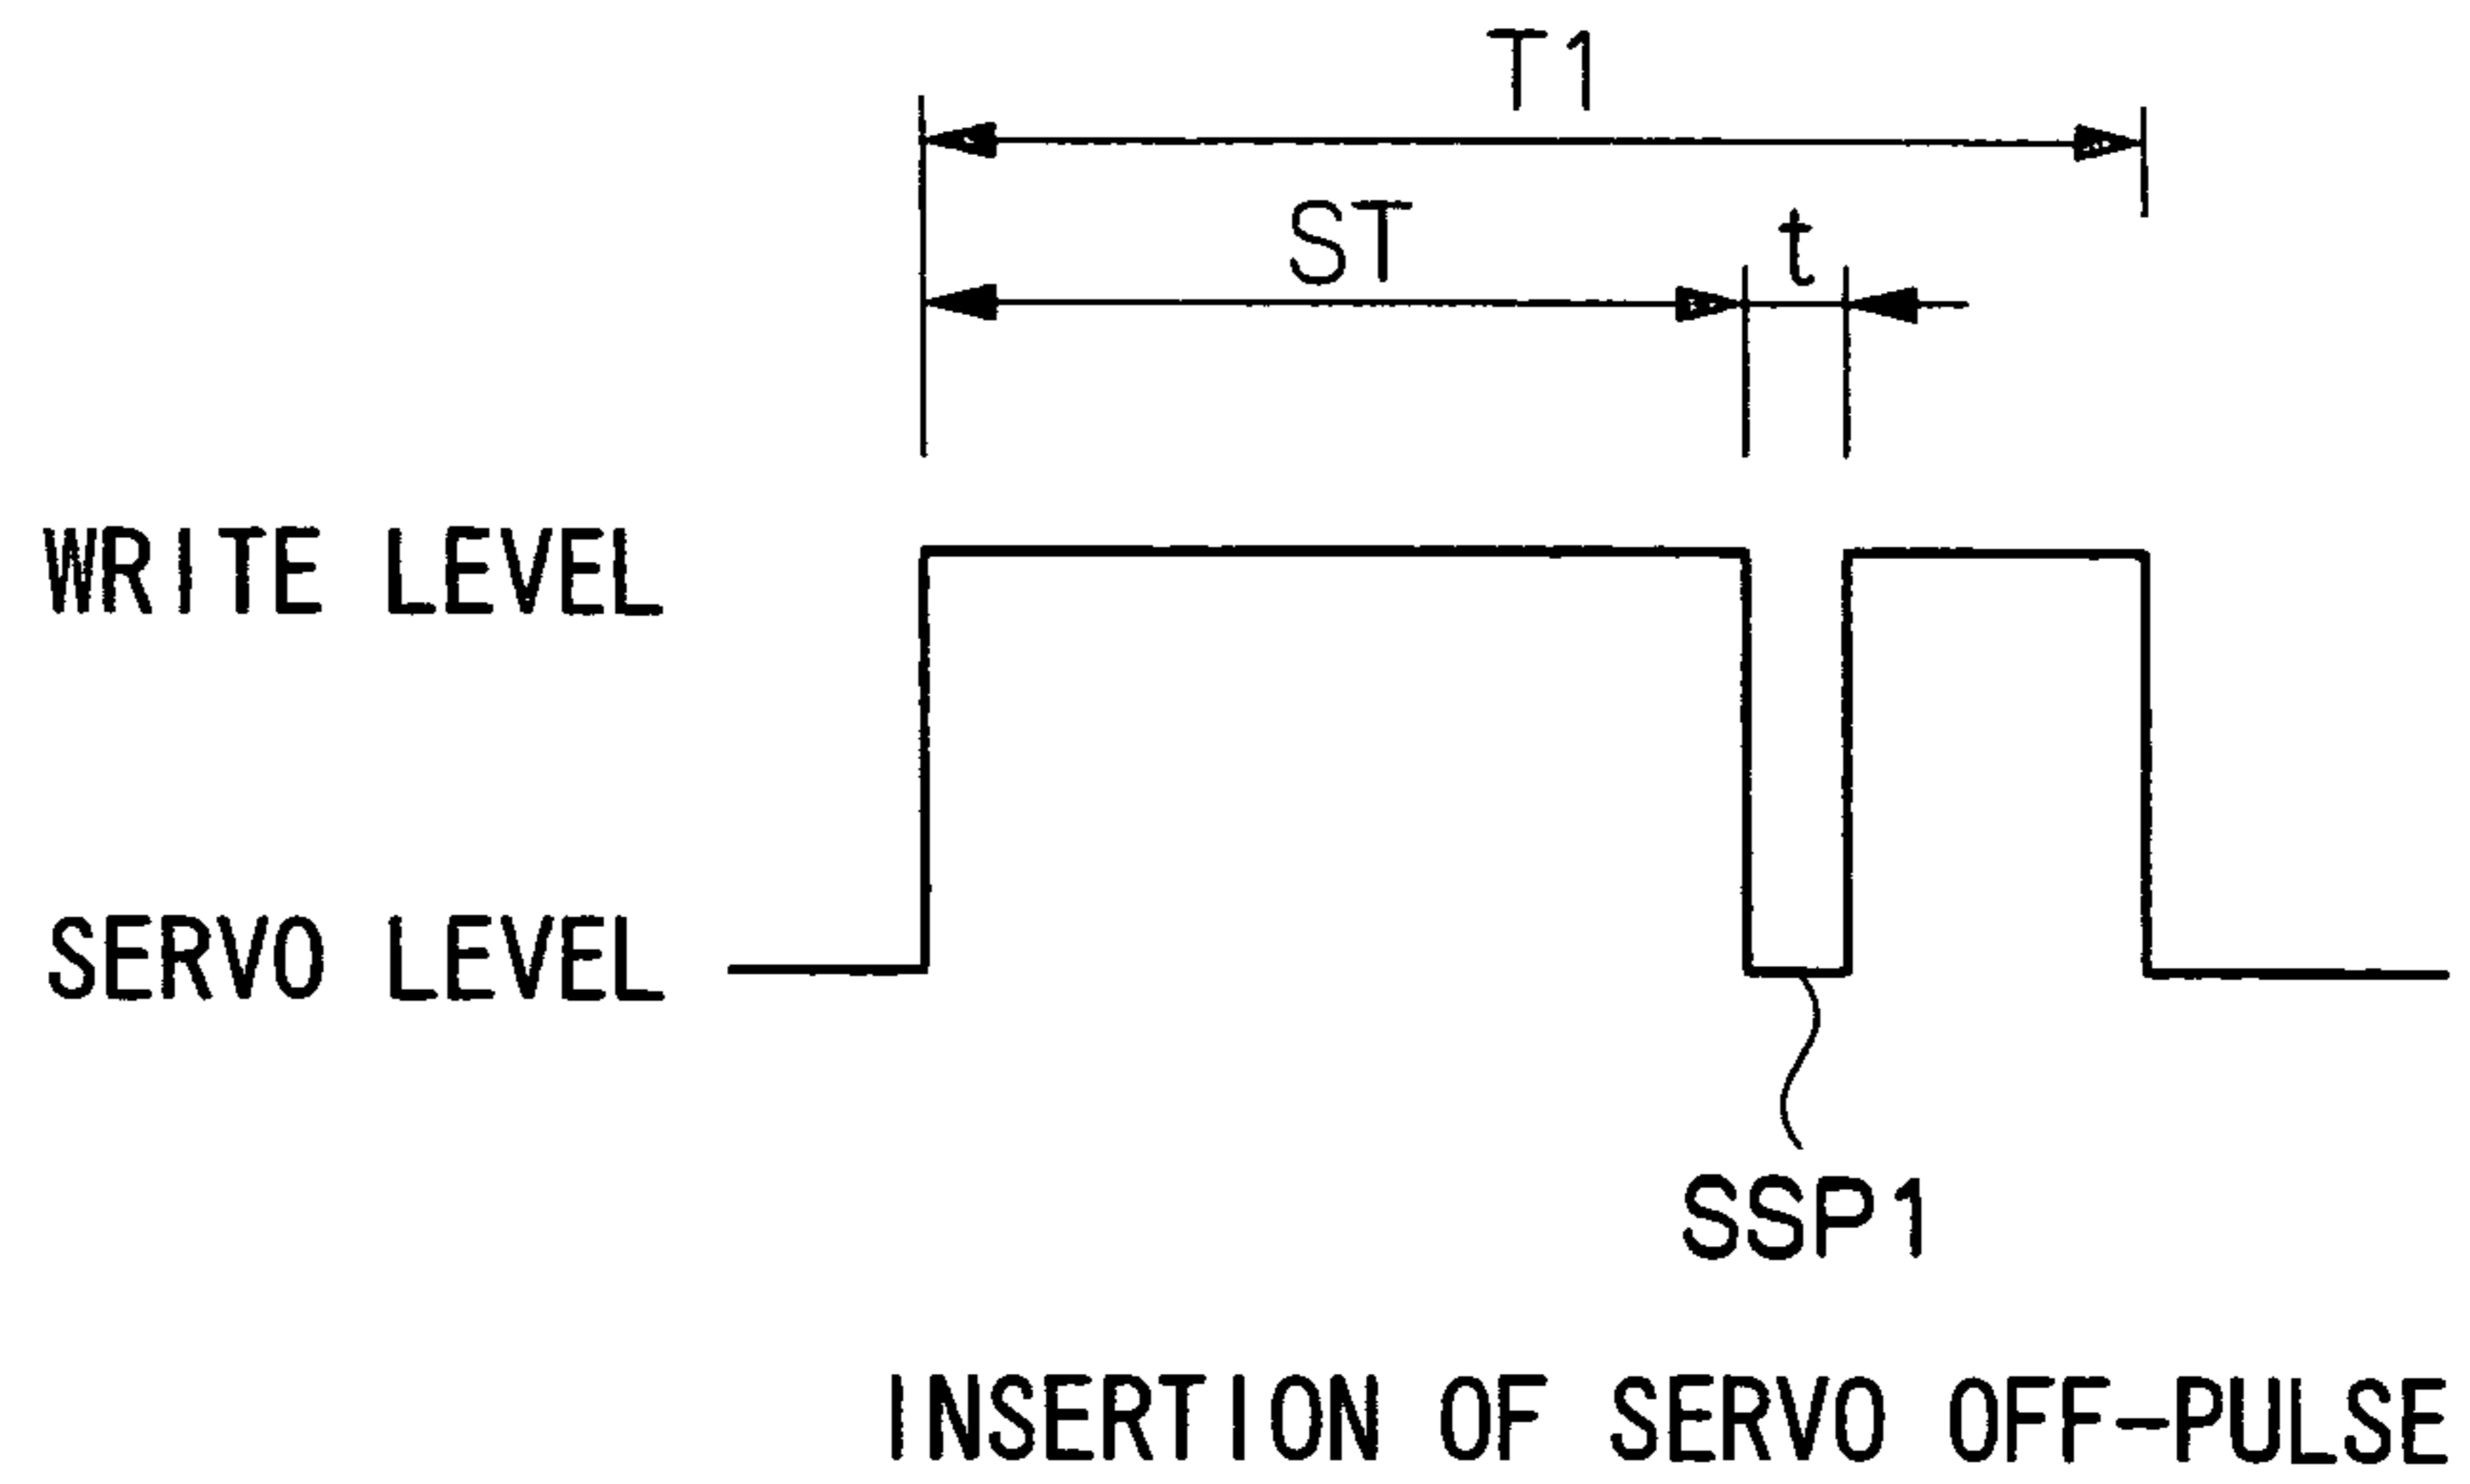 T1
ST
t
WRITE LEVEL
SERVO LEVEL
SSP1
INSERTION OF SERVO OFF-PULSE